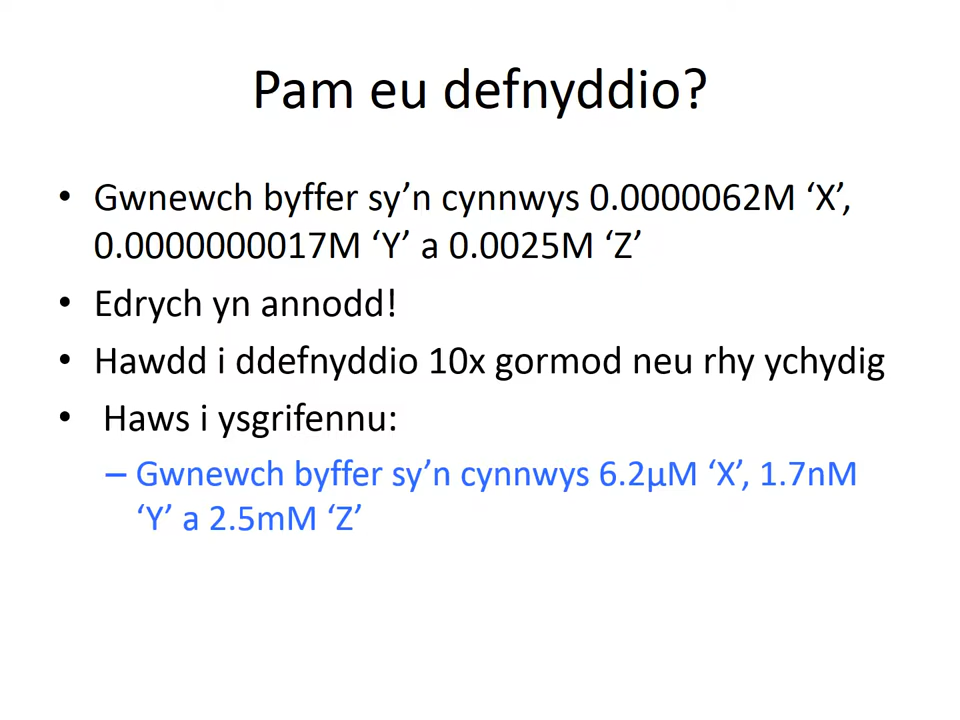 Pam eu defnyddio?
• Gwnewch byffer sy’n cynnwys 0.0000062M ‘X’,
0.0000000017M ‘Y’ a 0.0025M ‘Z’
• Edrych yn annodd!
• Hawdd i ddefnyddio 10x gormod neu rhy ychydig
• Haws i ysgrifennu:
– Gwnewch byffer sy’n cynnwys 6.2µM ‘X’, 1.7nM
‘Y’ a 2.5mM ‘Z’